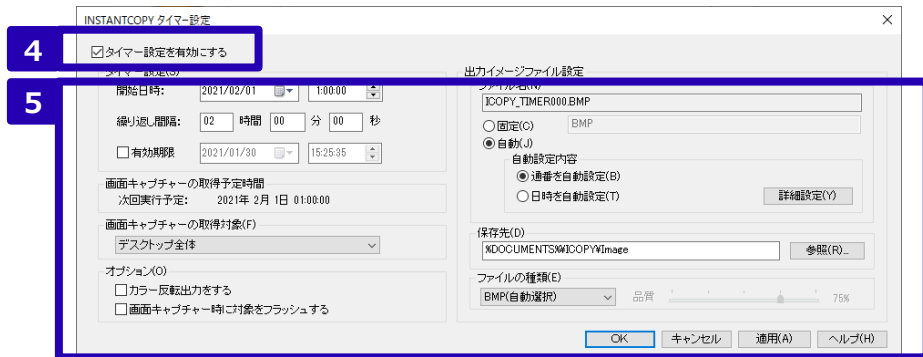 INSTANTCOPY タイマー設定
4
タイマー設定を有効にする
タイマー設定(S)
5
開始日時: 2021/02/01 1:00:00
繰り返し間隔: 02 時間 00 分 00 秒
有効期限 2021/01/30 15:25:35
画面キャプチャーの取得予定時間
次回実行予定: 2021年 2月 1日 01:00:00
画面キャプチャーの取得対象(F)
デスクトップ全体
オプション(O)
カラー反転出力をする
画面キャプチャー時に対象をフラッシュする
出力イメージファイル設定
ファイル名(N)
ICOPY_TIMER000.BMP
固定(C) BMP
自動(J)
自動設定内容
通番を自動設定(B)
日時を自動設定(T) 詳細設定(Y)
保存先(D)
%DOCUMENTS%¥ICOPY¥Image 参照(R)...
ファイルの種類(E)
BMP(自動選択) 品質 75%
OK キャンセル 適用(A) ヘルプ(H)